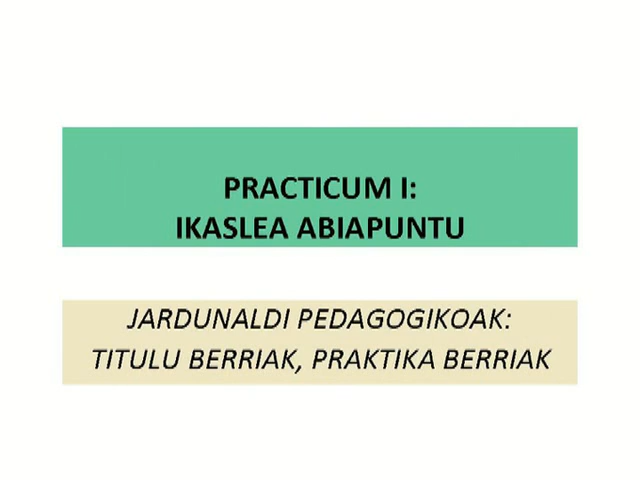 PRACTICUM I:
IKASLEA ABIAPUNTU
JARDUNALDI PEDAGOGIKOAK:
TITULU BERRIAK, PRAKTIKA BERRIAK